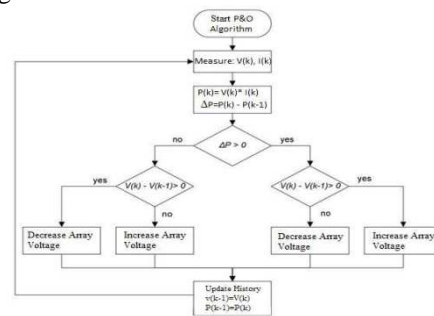 Start P&O
Algorithm
Measure: V(k), I(k)
P(k)= V(k)* I(k)
ΔP=P(k) - P(k-1)
no
ΔP > 0
yes
yes
V(k) - V(k-1)> 0
V(k) - V(k-1)> 0
yes
no
no
Decrease Array
Voltage
Increase Array
Voltage
Decrease Array
Voltage
Increase Array
Voltage
Update History
v(k-1)=V(k)
P(k-1)=P(k)